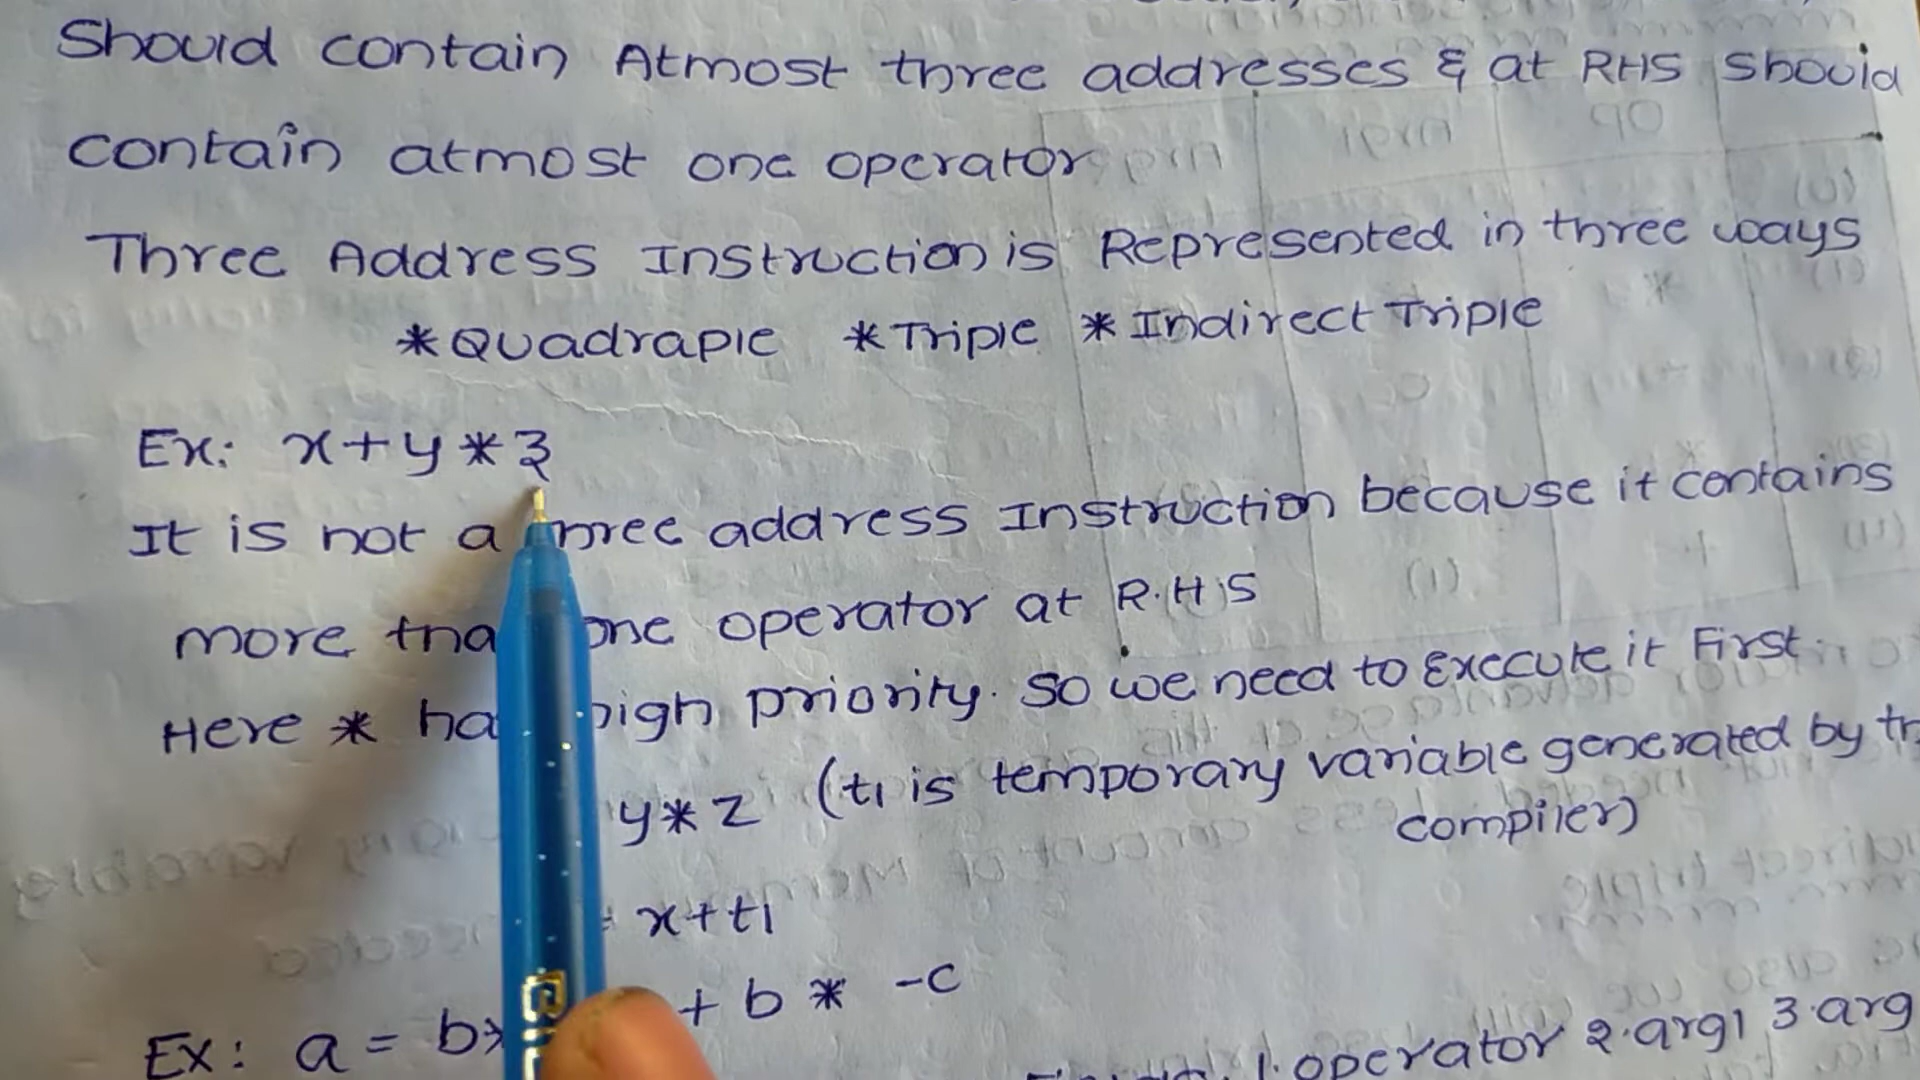 Should contain Atmost three addresses & at RHS should
contain atmost one operator
Three Address Instruction is Represented in three ways
*Quadraple *Triple *Indirect Triple
Ex: x+y*z
It is not a three address Instruction because it contains
more than one operator at R.H.S
Here * ha high priority. so we need to Execute it First
y*z (t1 is temporary variable generated by
compiler)
= x+t1
Ex: a = b* + b * -c
1.operator 2.arg1 3.arg